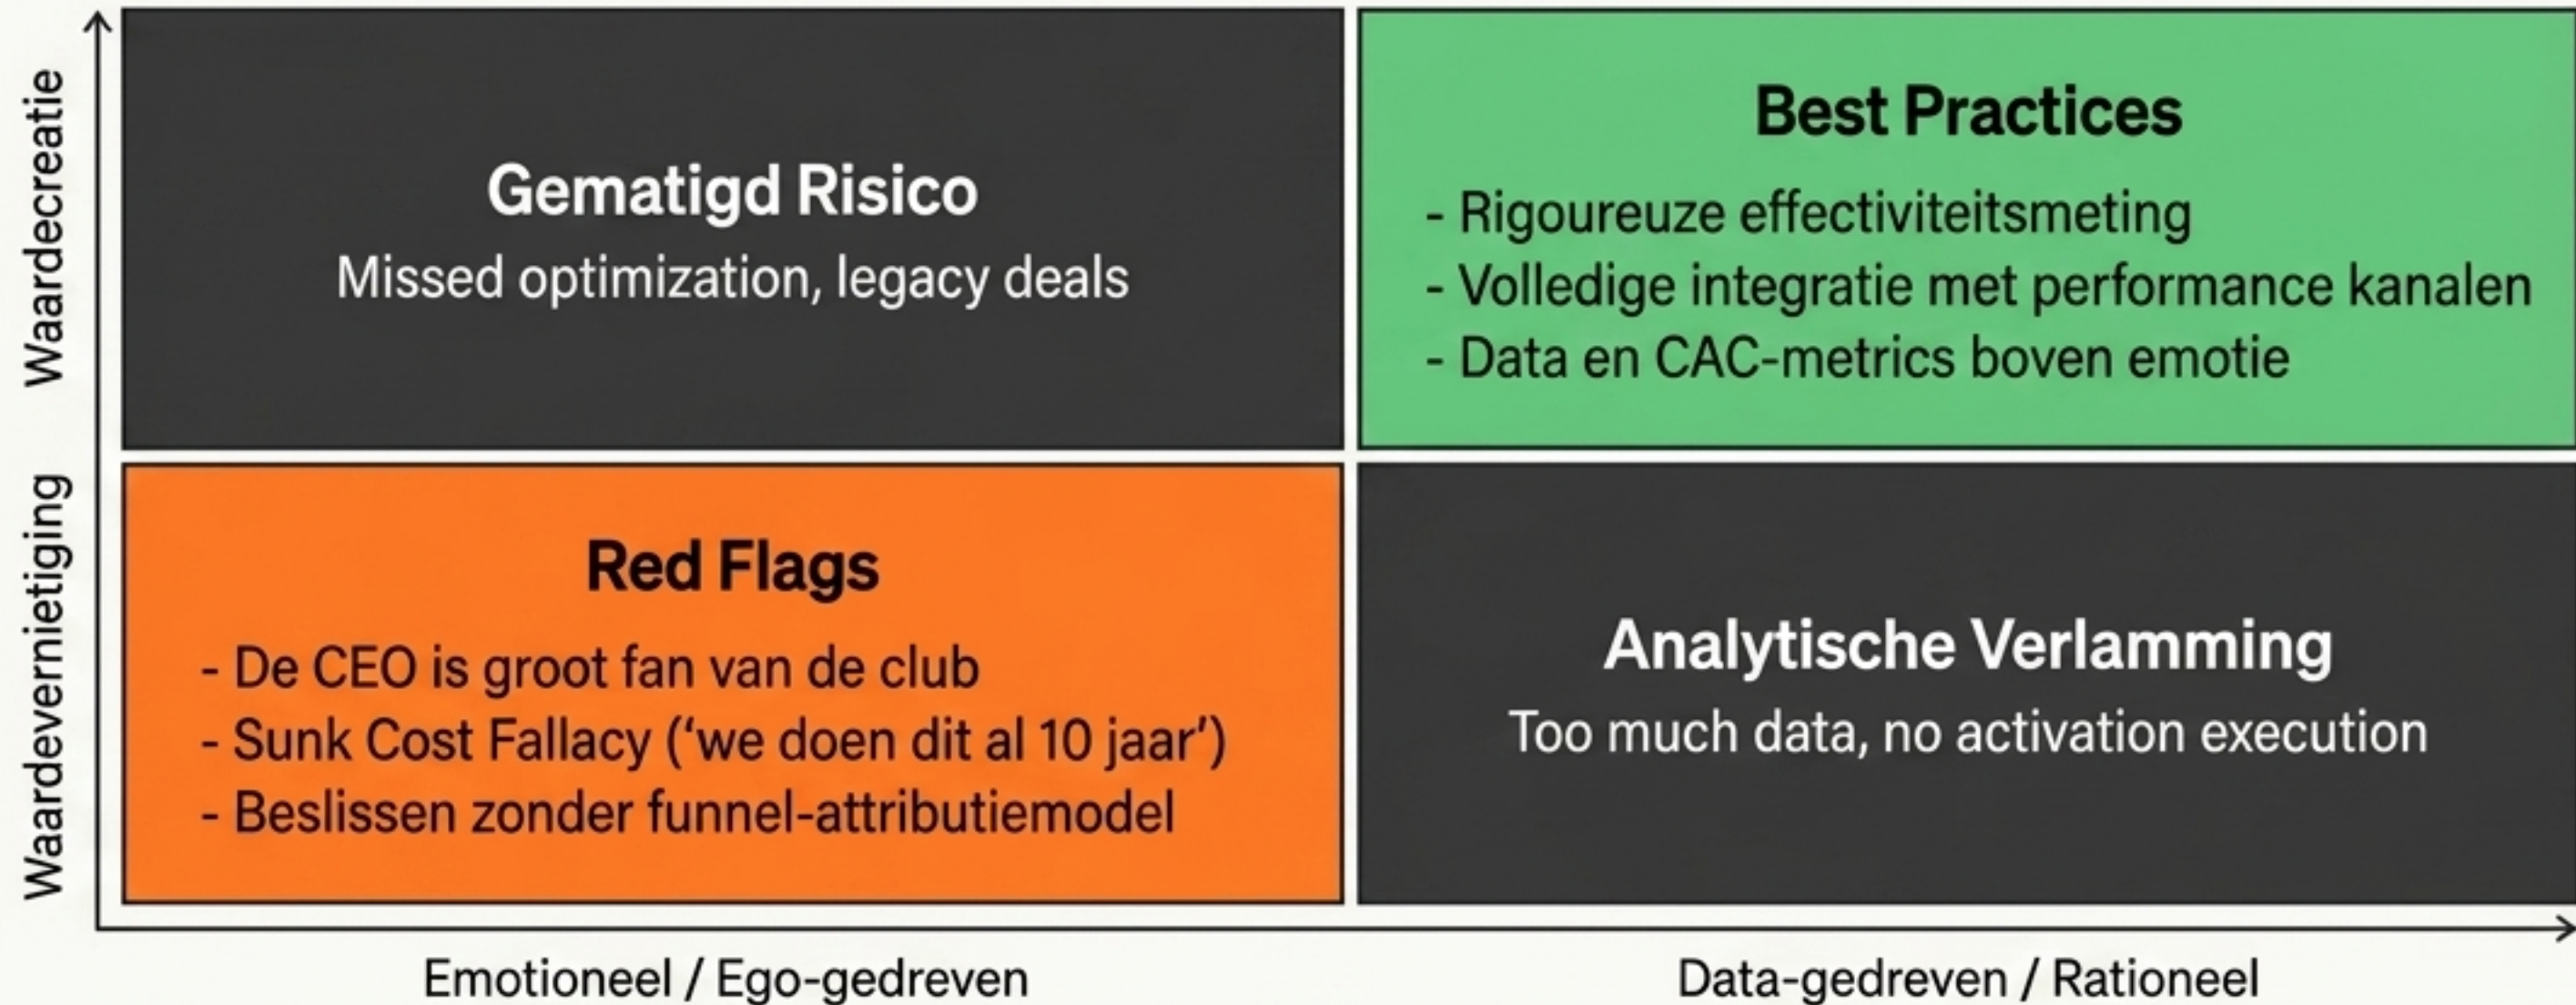 Waardecreatie
Gematigd Risico
Missed optimization, legacy deals
Best Practices
- Rigoureuze effectiviteitsmeting
- Volledige integratie met performance kanalen
- Data en CAC-metrics boven emotie
Waardevernietiging
Red Flags
- De CEO is groot fan van de club
- Sunk Cost Fallacy (‘we doen dit al 10 jaar’)
- Beslissen zonder funnel-attributiemodel
Analytische Verlamming
Too much data, no activation execution
Emotioneel / Ego-gedreven
Data-gedreven / Rationeel